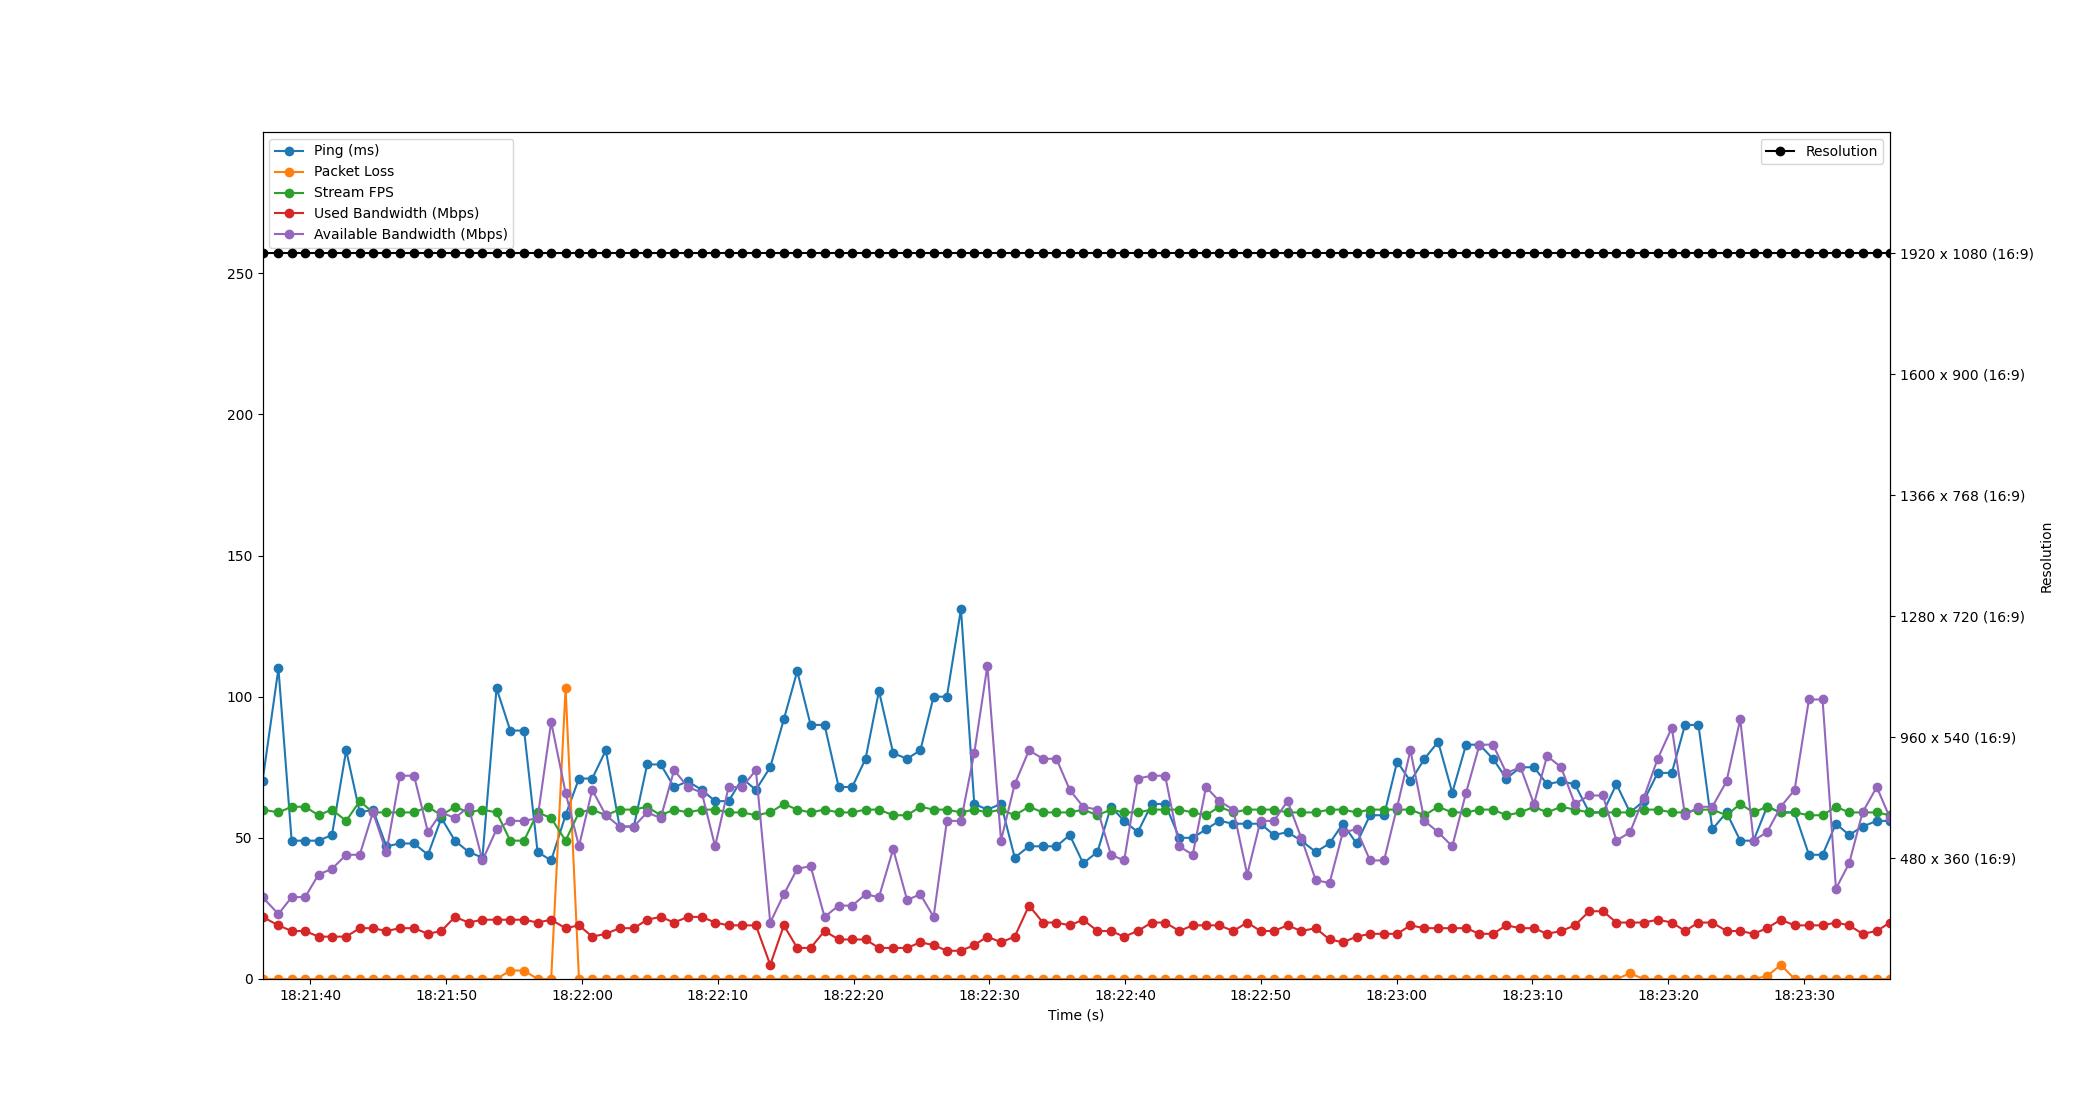 Ping (ms)
Packet Loss
Stream FPS
Used Bandwidth (Mbps)
Available Bandwidth (Mbps)
Resolution
250
200
150
100
50
0
1920 x 1080 (16:9)
1600 x 900 (16:9)
1366 x 768 (16:9)
1280 x 720 (16:9)
960 x 540 (16:9)
480 x 360 (16:9)
Resolution
18:21:40 18:21:50 18:22:00 18:22:10 18:22:20 18:22:30 18:22:40 18:22:50 18:23:00 18:23:10 18:23:20 18:23:30
Time (s)